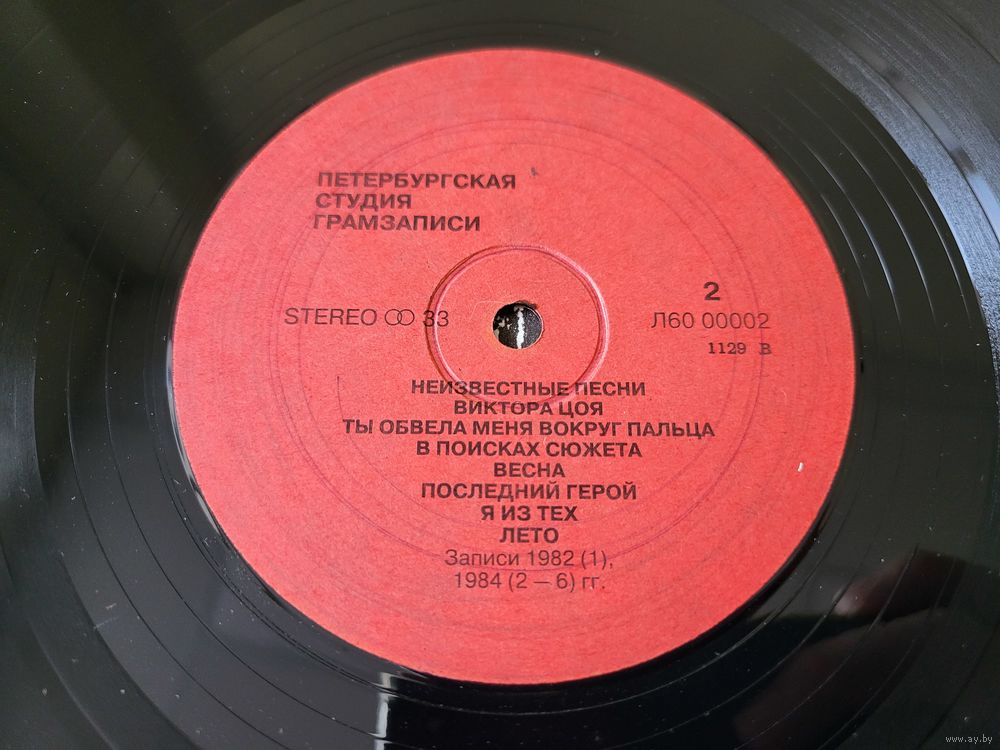 ПЕТЕРБУРГСКАЯ
СТУДИЯ
ГРАМЗАПИСИ
STEREO 33
2
Л60 00002
1129 В
НЕИЗВЕСТНЫЕ ПЕСНИ
ВИКТОРА ЦОЯ
ТЫ ОБВЕЛА МЕНЯ ВОКРУГ ПАЛЬЦА
В ПОИСКАХ СЮЖЕТА
ВЕСНА
ПОСЛЕДНИЙ ГЕРОЙ
Я ИЗ ТЕХ
ЛЕТО
Записи 1982 (1),
1984 (2 — 6) гг.
www.ay.by